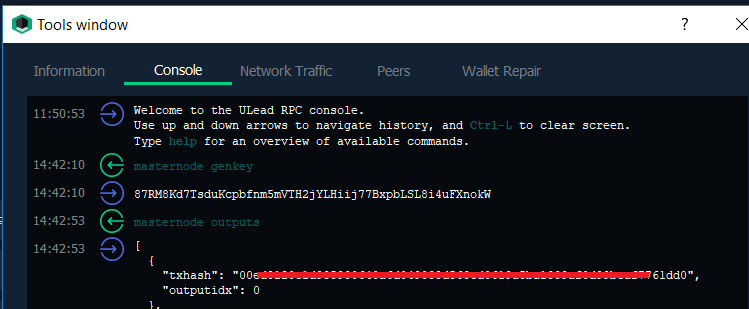 Tools window
? X
Information Console Network Traffic Peers Wallet Repair
11:50:53 Welcome to the ULead RPC console.
Use up and down arrows to navigate history, and Ctrl-L to clear screen.
Type help for an overview of available commands.
14:42:10 masternode genkey
14:42:10 87RM8Kd7TsduKcpbfnm5mVTH2jYLHiij77BxpbLSL8i4uFXnokW
14:42:53 masternode outputs
14:42:53 [
{
"txhash": "00 761dd0",
"outputidx": 0
},